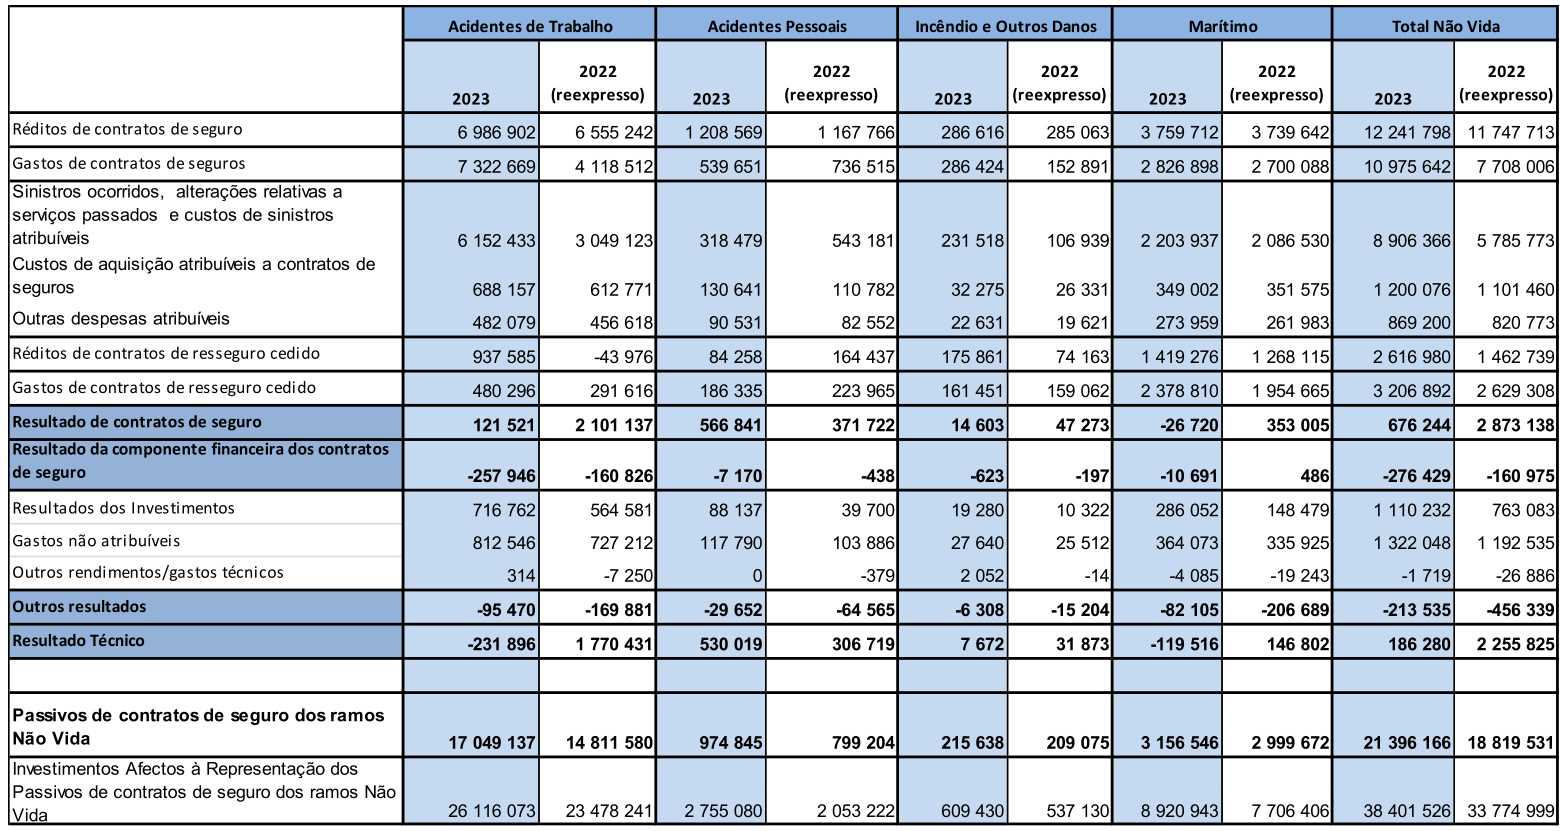 Acidentes de Trabalho Acidentes Pessoais Incêndio e Outros Danos Marítimo Total Não Vida
2023 2022 (reexpresso) 2023 2022 (reexpresso) 2023 2022 (reexpresso) 2023 2022 (reexpresso) 2023 2022 (reexpresso)
Réditos de contratos de seguro 6 986 902 6 555 242 1 208 569 1 167 766 286 616 285 063 3 759 712 3 739 642 12 241 798 11 747 713
Gastos de contratos de seguros 7 322 669 4 118 512 539 651 736 515 286 424 152 891 2 826 898 2 700 088 10 975 642 7 708 006
Sinistros ocorridos, alterações relativas a
serviços passados e custos de sinistros
atribuíveis 6 152 433 3 049 123 318 479 543 181 231 518 106 939 2 203 937 2 086 530 8 906 366 5 785 773
Custos de aquisição atribuíveis a contratos de
seguros 688 157 612 771 130 641 110 782 32 275 26 331 349 002 351 575 1 200 076 1 101 460
Outras despesas atribuíveis 482 079 456 618 90 531 82 552 22 631 19 621 273 959 261 983 869 200 820 773
Réditos de contratos de resseguro cedido 937 585 -43 976 84 258 164 437 175 861 74 163 1 419 276 1 268 115 2 616 980 1 462 739
Gastos de contratos de resseguro cedido 480 296 291 616 186 335 223 965 161 451 159 062 2 378 810 1 954 665 3 206 892 2 629 308
Resultado de contratos de seguro 121 521 2 101 137 566 841 371 722 14 603 47 273 -26 720 353 005 676 244 2 873 138
Resultado da componente financeira dos contratos
de seguro -257 946 -160 826 -7 170 -438 -623 -197 -10 691 486 -276 429 -160 975
Resultados dos Investimentos 716 762 564 581 88 137 39 700 19 280 10 322 286 052 148 479 1 110 232 763 083
Gastos não atribuíveis 812 546 727 212 117 790 103 886 27 640 25 512 364 073 335 925 1 322 048 1 192 535
Outros rendimentos/gastos técnicos 314 -7 250 0 -379 2 052 -14 -4 085 -19 243 -1 719 -26 886
Outros resultados -95 470 -169 881 -29 652 -64 565 -6 308 -15 204 -82 105 -206 689 -213 535 -456 339
Resultado Técnico -231 896 1 770 431 530 019 306 719 7 672 31 873 -119 516 146 802 186 280 2 255 825
Passivos de contratos de seguro dos ramos
Não Vida 17 049 137 14 811 580 974 845 799 204 215 638 209 075 3 156 546 2 999 672 21 396 166 18 819 531
Investimentos Afectos à Representação dos
Passivos de contratos de seguro dos ramos Não
Vida 26 116 073 23 478 241 2 755 080 2 053 222 609 430 537 130 8 920 943 7 706 406 38 401 526 33 774 999